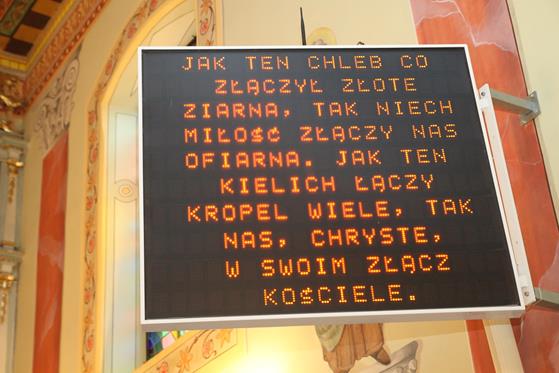 JAK TEN CHLEB CO
ZŁĄCZYŁ ZŁOTE
ZIARNA, TAK NIECH
MIŁOŚĆ ZŁĄCZY NAS
OFIARNA. JAK TEN
KIELICH ŁĄCZY
KROPEL WIELE, TAK
NAS, CHRYSTE,
W SWOIM ZŁĄCZ
KOŚCIELE.